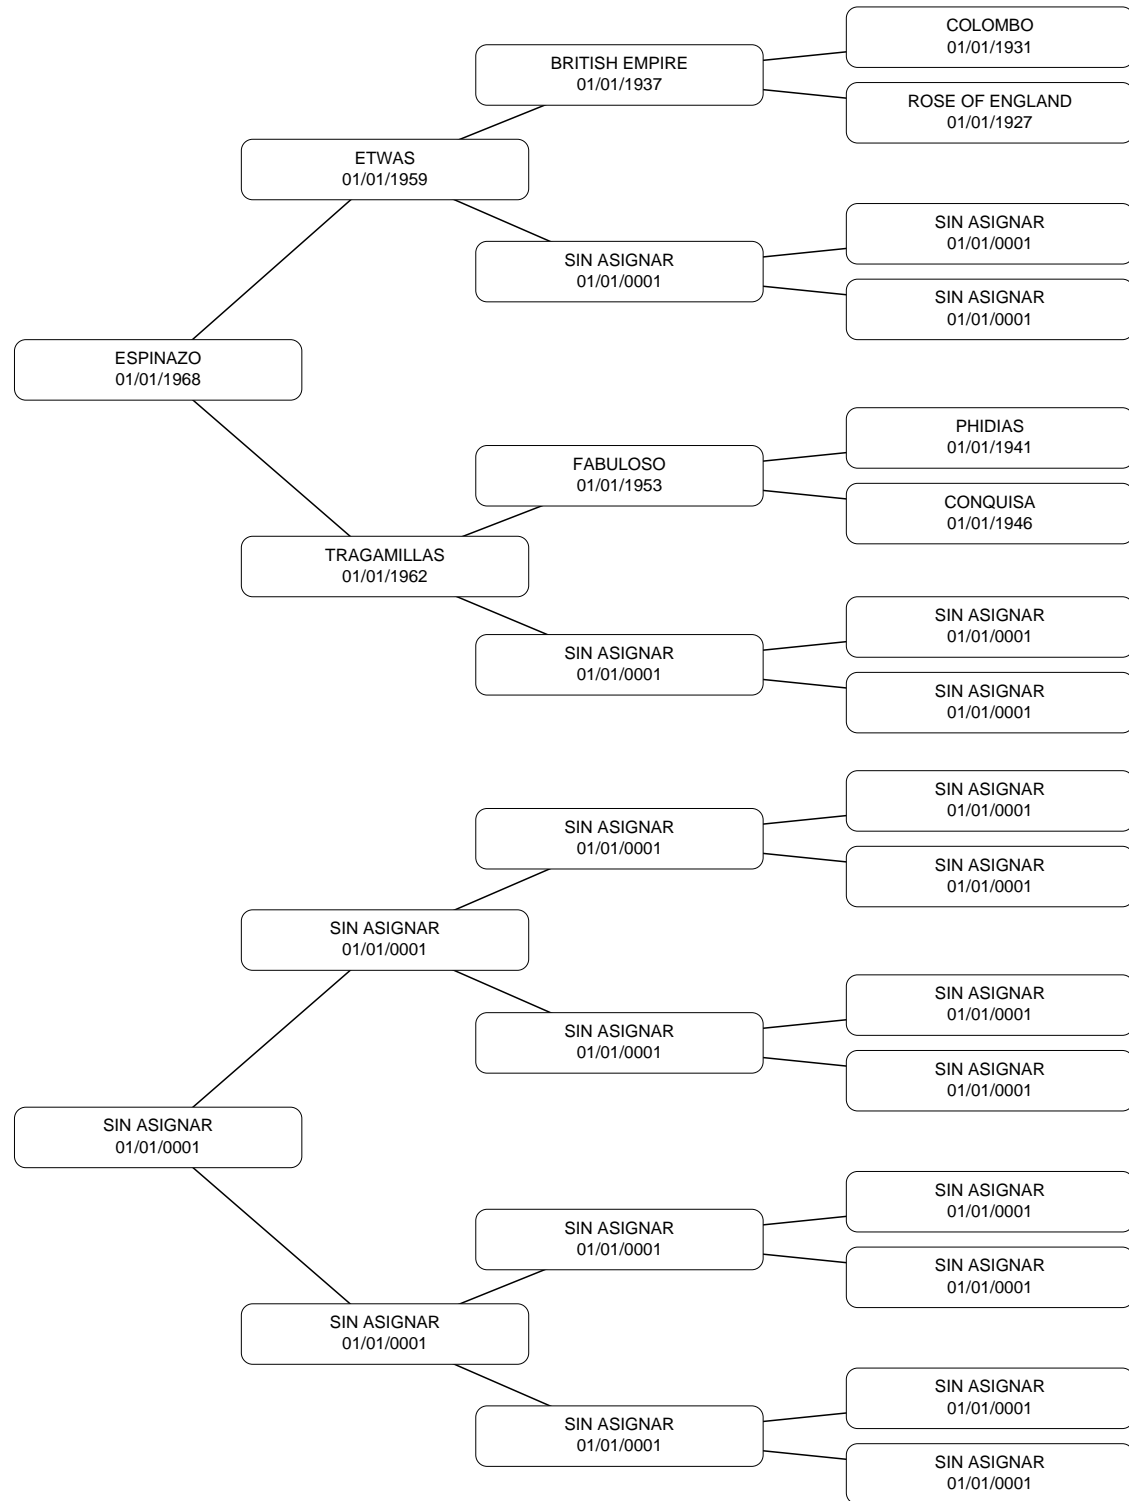 COLOMBO
01/01/1931
BRITISH EMPIRE
01/01/1937
ROSE OF ENGLAND
01/01/1927
ETWAS
01/01/1959
SIN ASIGNAR
01/01/0001
SIN ASIGNAR
01/01/0001
SIN ASIGNAR
01/01/0001
ESPINAZO
01/01/1968
PHIDIAS
01/01/1941
FABULOSO
01/01/1953
CONQUISA
01/01/1946
TRAGAMILLAS
01/01/1962
SIN ASIGNAR
01/01/0001
SIN ASIGNAR
01/01/0001
SIN ASIGNAR
01/01/0001
SIN ASIGNAR
01/01/0001
SIN ASIGNAR
01/01/0001
SIN ASIGNAR
01/01/0001
SIN ASIGNAR
01/01/0001
SIN ASIGNAR
01/01/0001
SIN ASIGNAR
01/01/0001
SIN ASIGNAR
01/01/0001
SIN ASIGNAR
01/01/0001
SIN ASIGNAR
01/01/0001
SIN ASIGNAR
01/01/0001
SIN ASIGNAR
01/01/0001
SIN ASIGNAR
01/01/0001
SIN ASIGNAR
01/01/0001
SIN ASIGNAR
01/01/0001
SIN ASIGNAR
01/01/0001